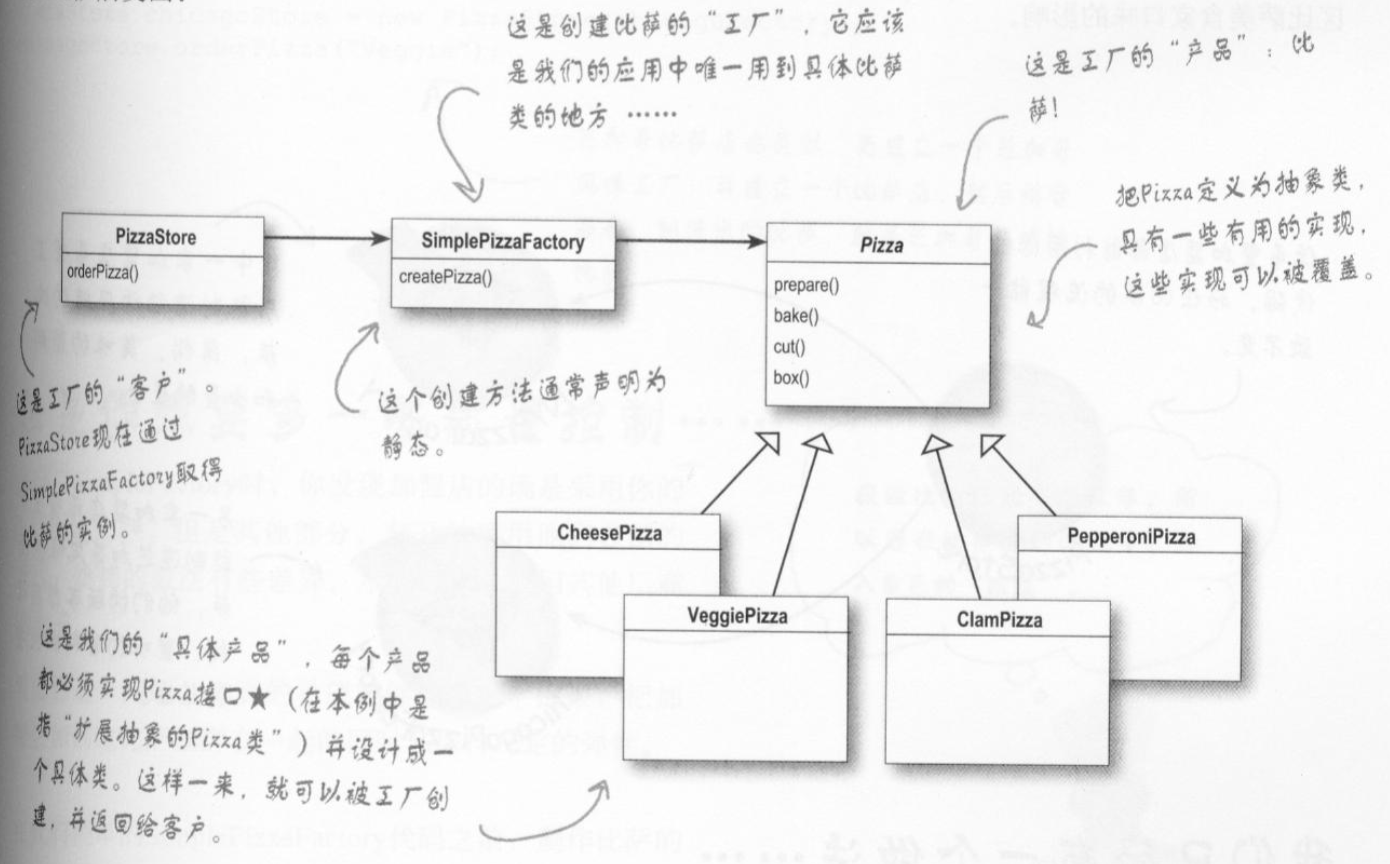 这是创建比萨的“工厂”，它应该
是我们的应用中唯一用到具体比萨
类的地方……
这是工厂的“产品”：比
萨！
把Pizza定义为抽象类，
具有一些有用的实现，
这些实现可以被覆盖。
PizzaStore
orderPizza()
SimplePizzaFactory
createPizza()
Pizza
prepare()
bake()
cut()
box()
这是工厂的“客户”。
PizzaStore现在通过
SimplePizzaFactory取得
比萨的实例。
这个创建方法通常声明为
静态。
CheesePizza
VeggiePizza
ClamPizza
PepperoniPizza
这是我们的“具体产品”，每个产品
都必须实现Pizza接口★（在本例中是
指“扩展抽象的Pizza类”）并设计成一
个具体类。这样一来，就可以被工厂创
建，并返回给客户。